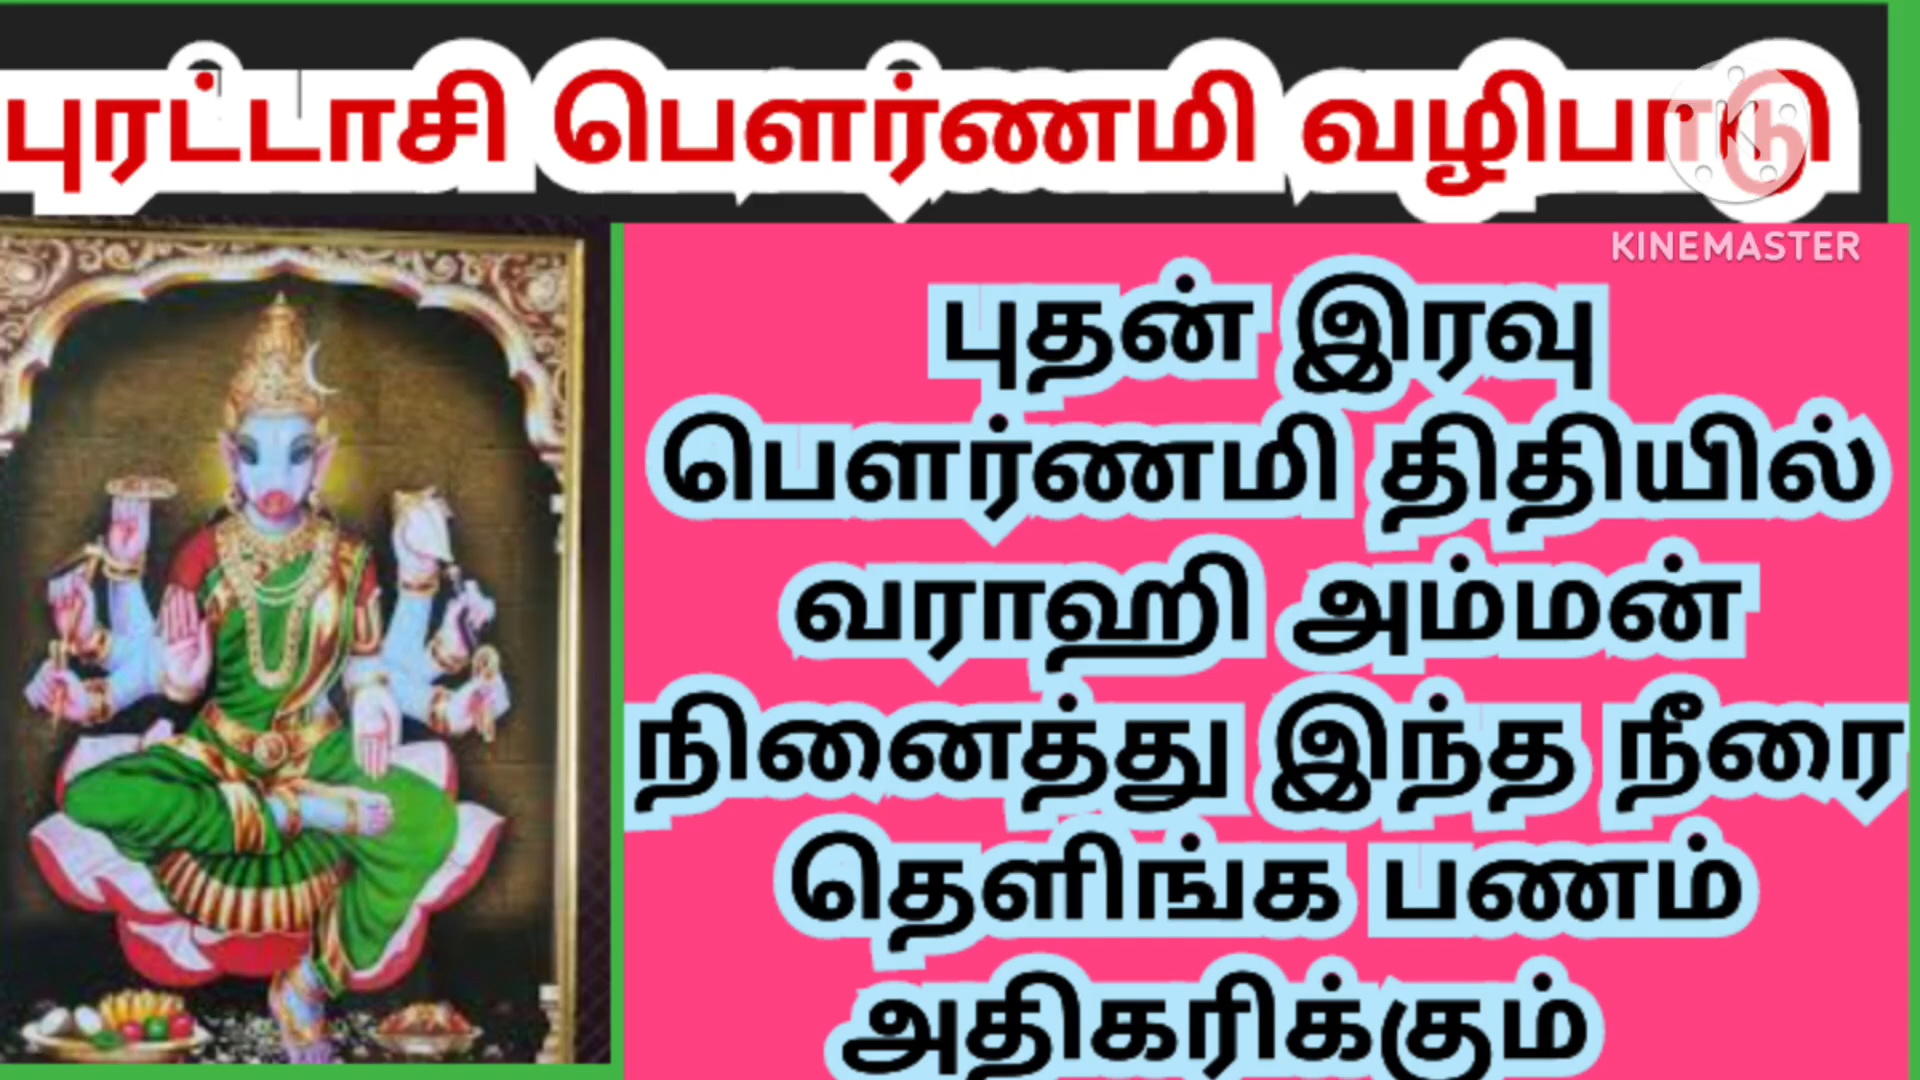 புரட்டாசி பௌர்ணமி வழிபாடு
KINEMASTER
புதன் இரவு
பௌர்ணமி திதியில்
வராஹி அம்மன்
நினைத்து இந்த நீரை
தெளிங்க பணம்
அதிகரிக்கும்